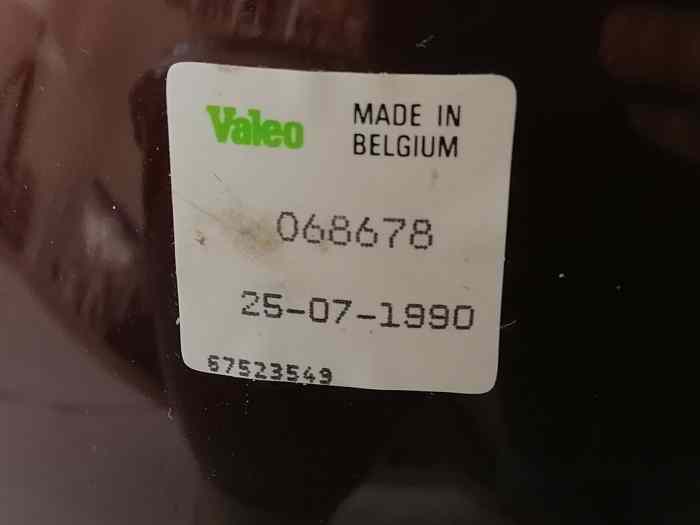 Valeo
MADE IN
BELGIUM
068678
25-07-1990
67523549